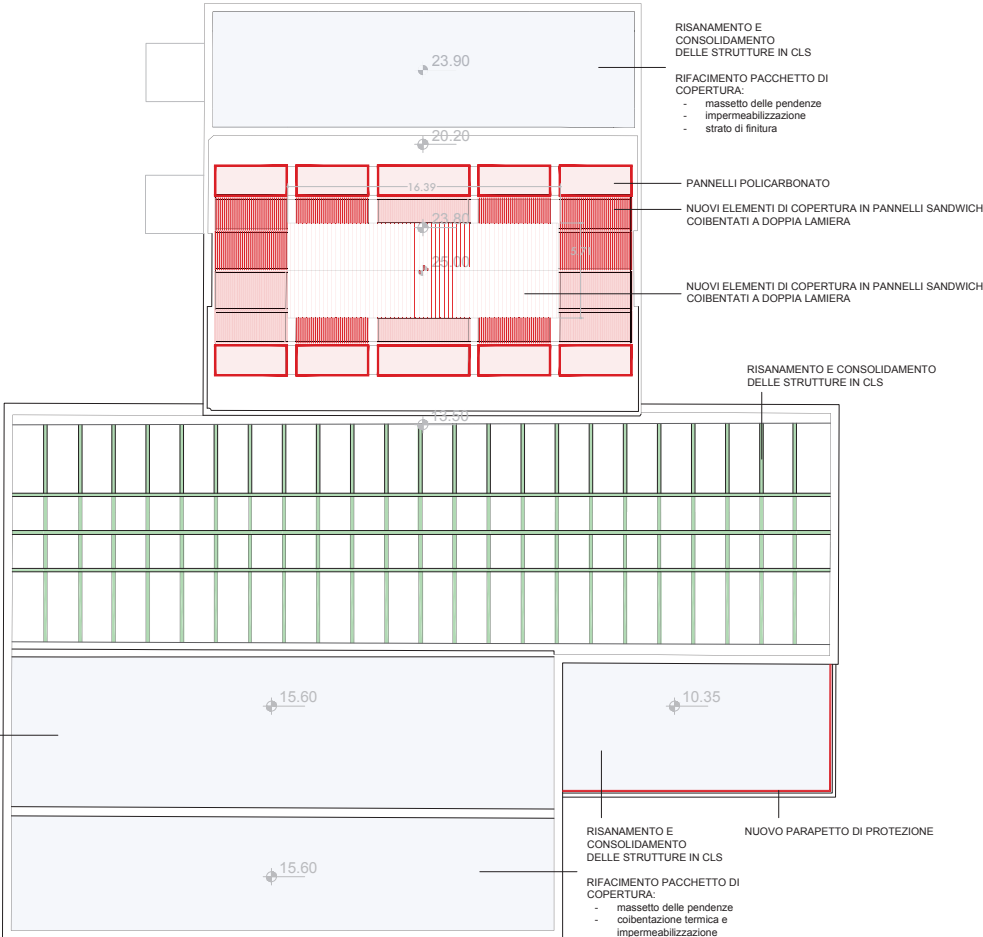 RISANAMENTO E
CONSOLIDAMENTO
DELLE STRUTTURE IN CLS
RIFACIMENTO PACCHETTO DI
COPERTURA:
- massetto delle pendenze
- impermeabilizzazione
- strato di finitura
23.90
20.20
PANNELLI POLICARBONATO
16.39
NUOVI ELEMENTI DI COPERTURA IN PANNELLI SANDWICH
COIBENTATI A DOPPIA LAMIERA
23.80
25.00
NUOVI ELEMENTI DI COPERTURA IN PANNELLI SANDWICH
COIBENTATI A DOPPIA LAMIERA
RISANAMENTO E CONSOLIDAMENTO
DELLE STRUTTURE IN CLS
13.50
15.60
10.35
RISANAMENTO E
CONSOLIDAMENTO
DELLE STRUTTURE IN CLS
NUOVO PARAPETTO DI PROTEZIONE
15.60
RIFACIMENTO PACCHETTO DI
COPERTURA:
- massetto delle pendenze
- coibentazione termica e
impermeabilizzazione